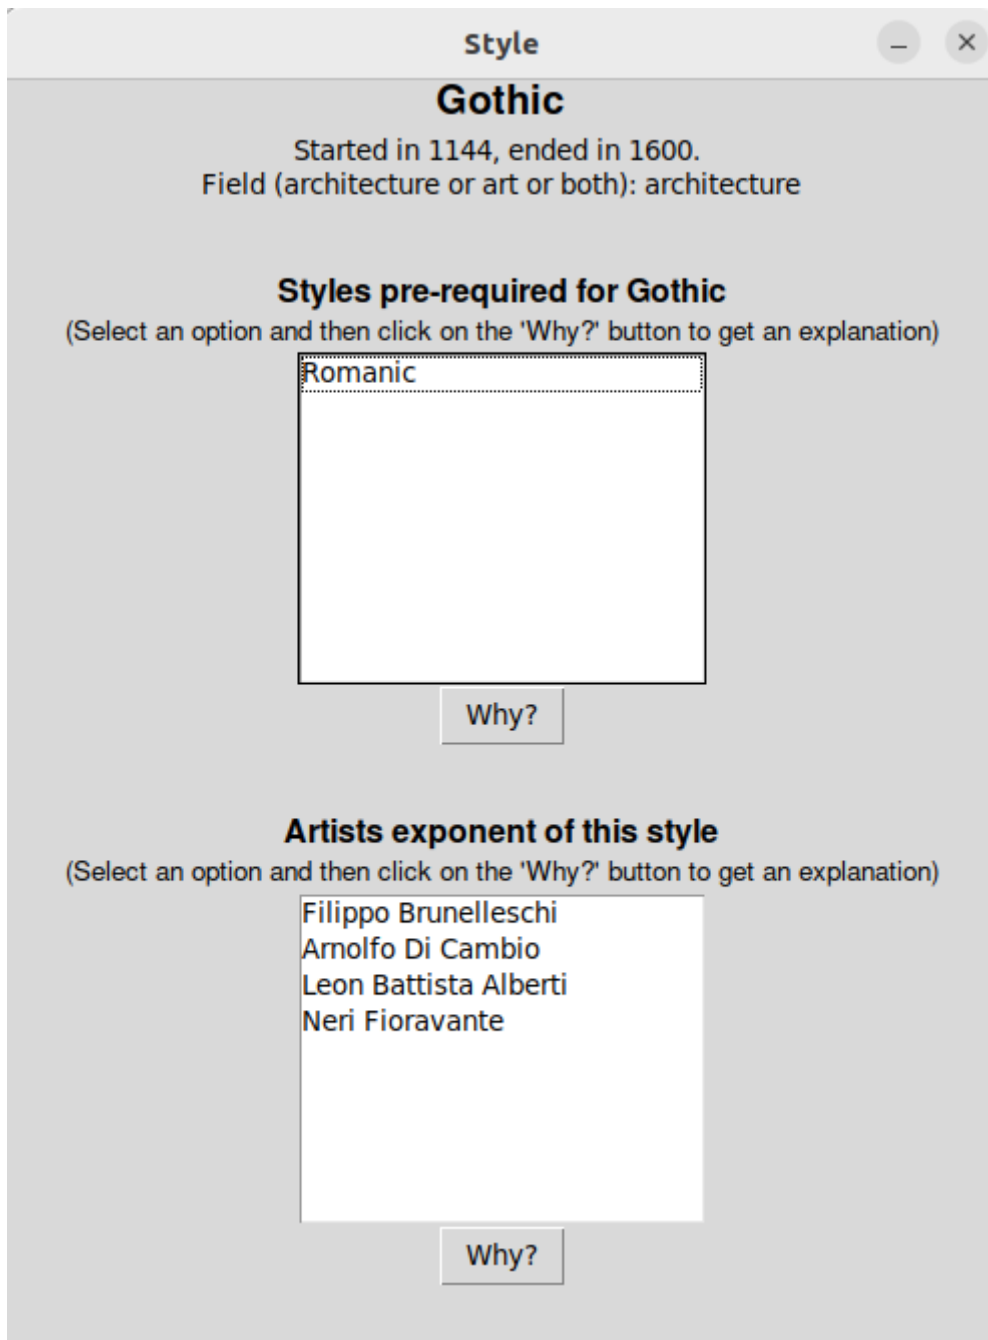 Style
Gothic
Started in 1144, ended in 1600.
Field (architecture or art or both): architecture
Styles pre-required for Gothic
(Select an option and then click on the 'Why?' button to get an explanation)
Romanic
Why?
Artists exponent of this style
(Select an option and then click on the 'Why?' button to get an explanation)
Filippo Brunelleschi
Arnolfo Di Cambio
Leon Battista Alberti
Neri Fioravante
Why?